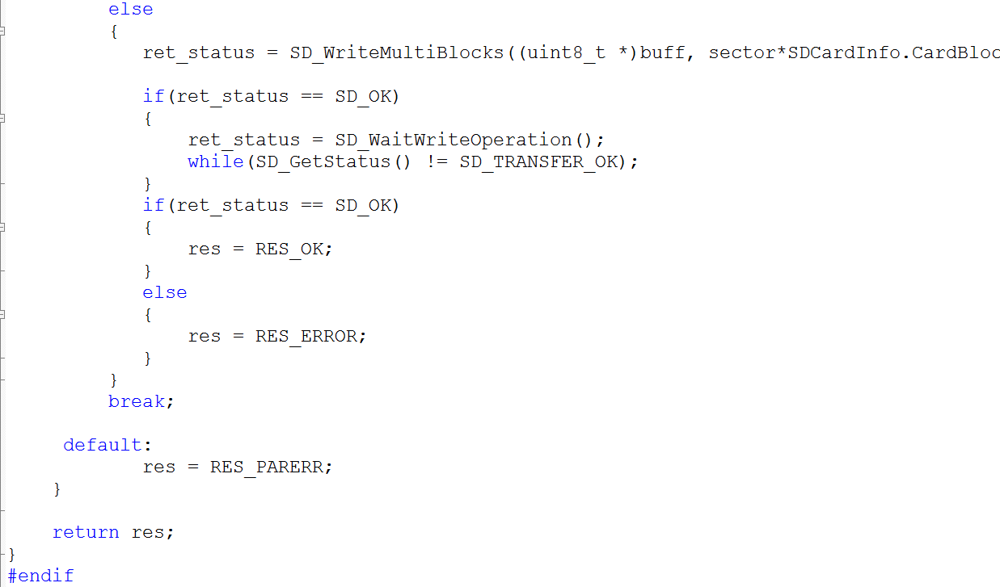 else
{
ret_status = SD_WriteMultiBlocks((uint8_t *)buff, sector*SDCardInfo.CardBloc
if(ret_status == SD_OK)
{
ret_status = SD_WaitWriteOperation();
while(SD_GetStatus() != SD_TRANSFER_OK);
}
if(ret_status == SD_OK)
{
res = RES_OK;
}
else
{
res = RES_ERROR;
}
}
break;
default:
res = RES_PARERR;
}
return res;
}
#endif